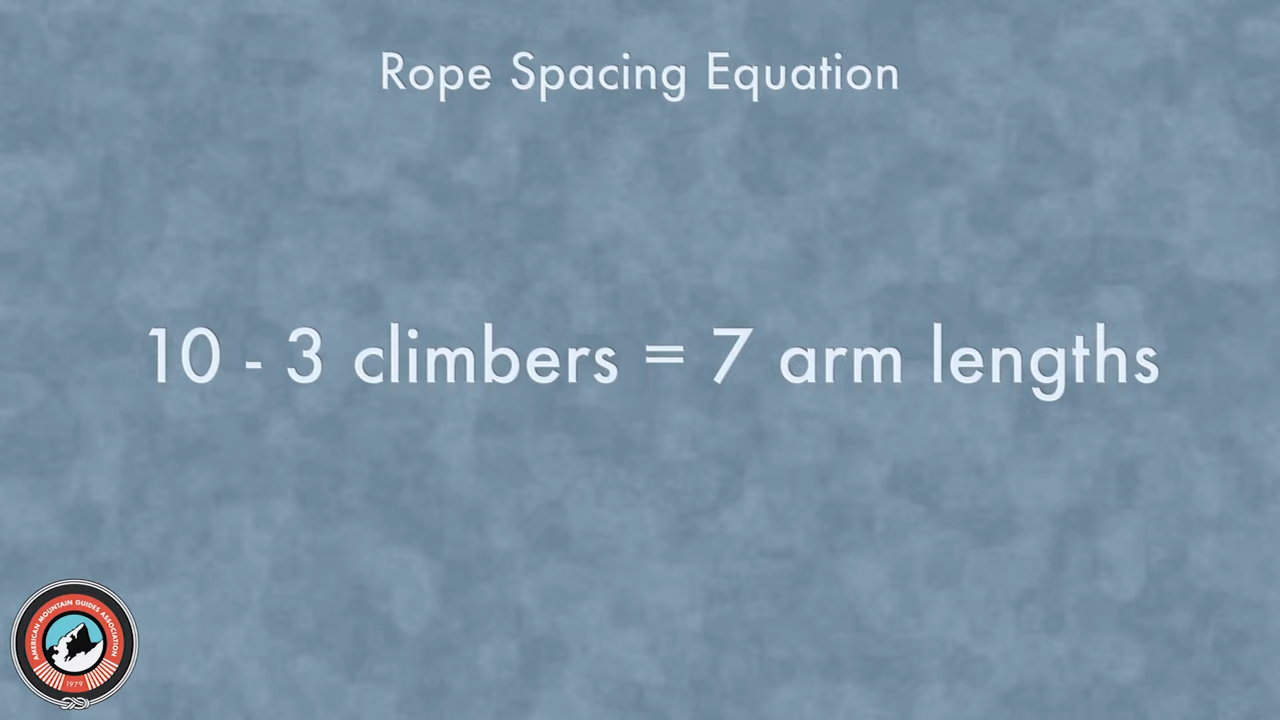 Rope Spacing Equation
10 - 3 climbers = 7 arm lengths
AMERICAN MOUNTAIN GUIDES ASSOCIATION
1979